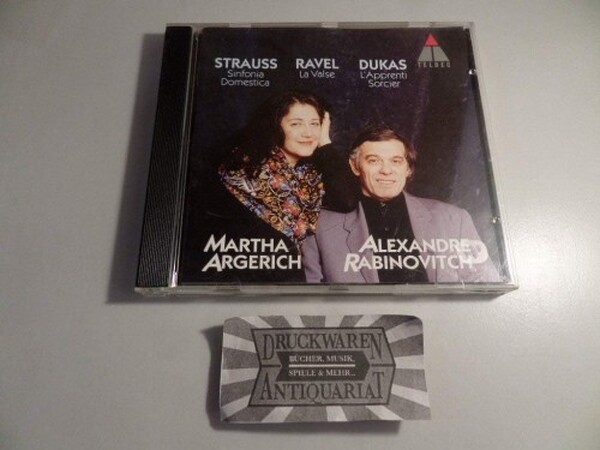 STRAUSS RAVEL DUKAS
Sinfonia La Valse L'Apprenti
Domestica Sorcier
TELDEC
MARTHA ALEXANDRE
ARGERICH RABINOVITCH
DRUCKWAREN
BÜCHER, MUSIK,
SPIELE & MEHR...
ANTIQUARIAT